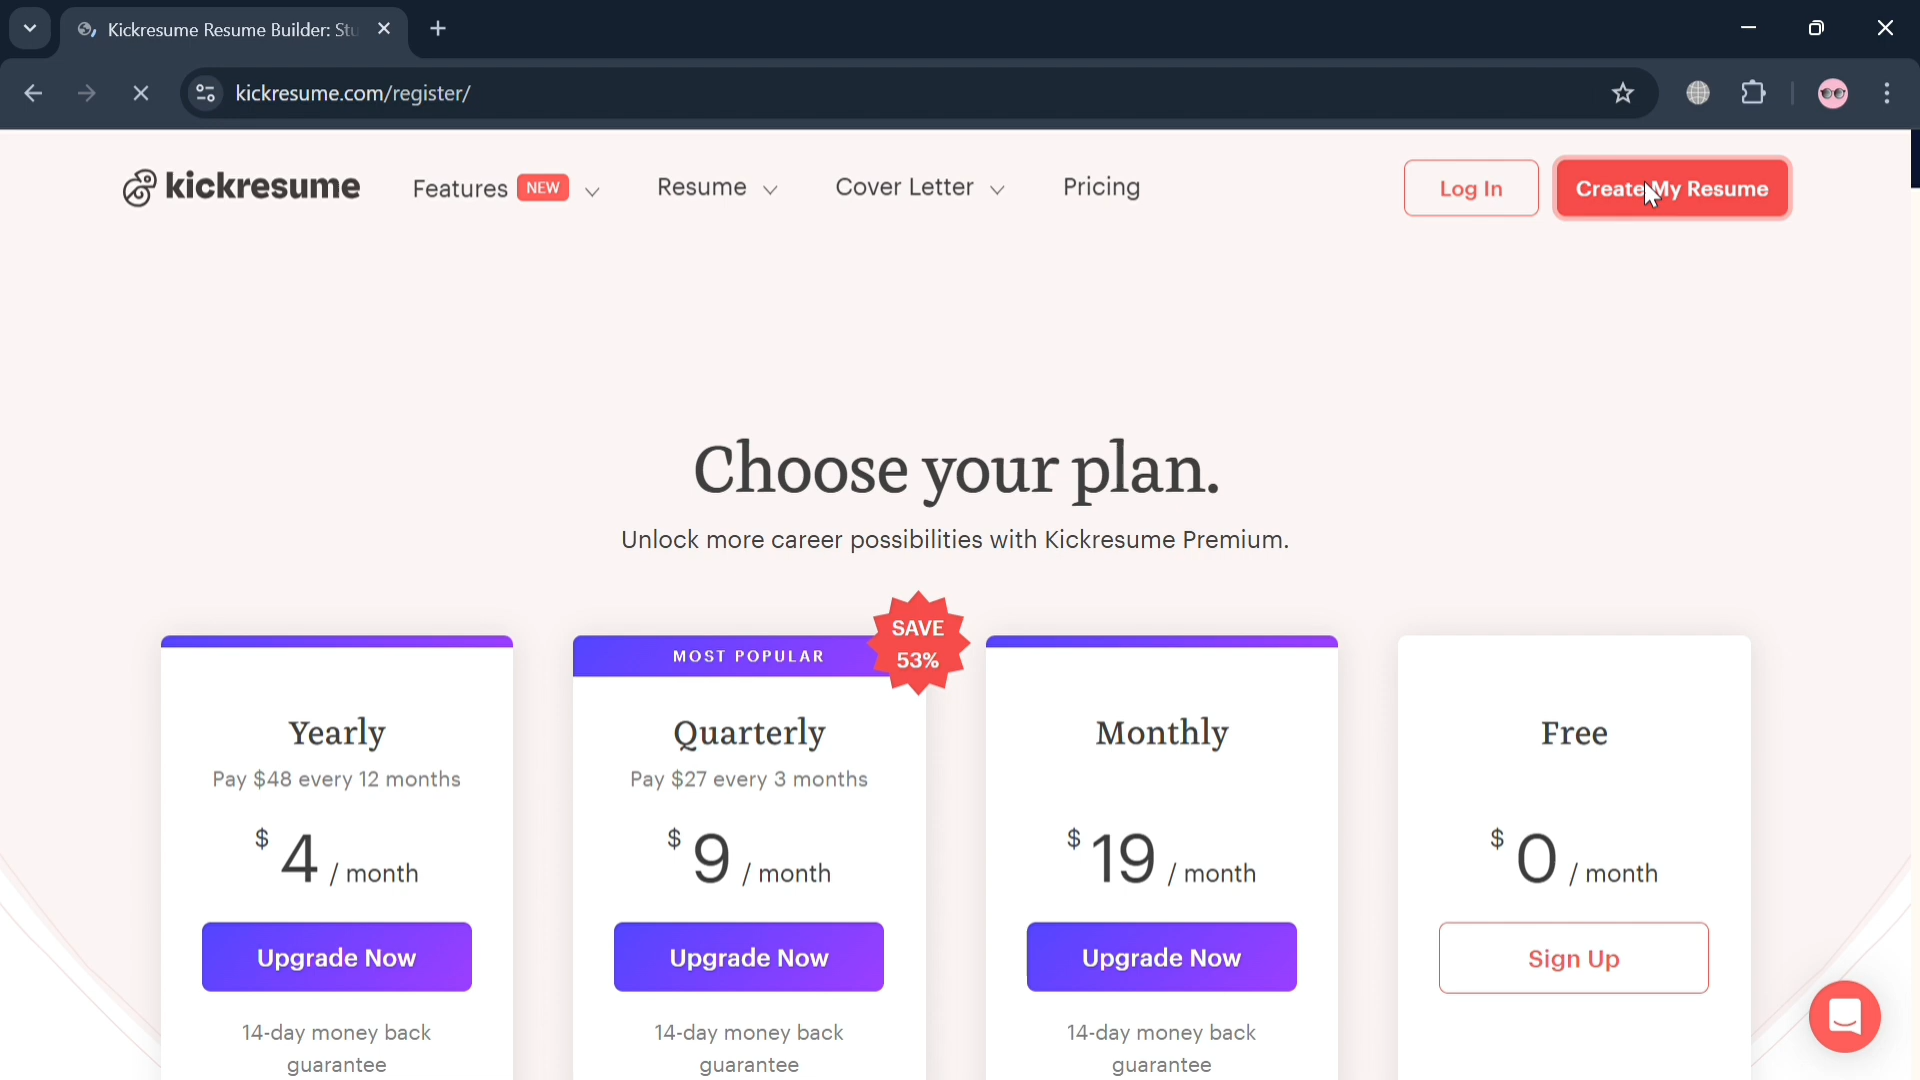 Kickresume Resume Builder: Stu
kickresume.com/register/
kickresume
Features NEW
Resume
Cover Letter
Pricing
Log In
Create My Resume
Choose your plan.
Unlock more career possibilities with Kickresume Premium.
SAVE
53%
MOST POPULAR
Yearly
Pay $48 every 12 months
$ 4 / month
Upgrade Now
14-day money back
guarantee
Quarterly
Pay $27 every 3 months
$ 9 / month
Upgrade Now
14-day money back
guarantee
Monthly
$ 19 / month
Upgrade Now
14-day money back
guarantee
Free
$ 0 / month
Sign Up